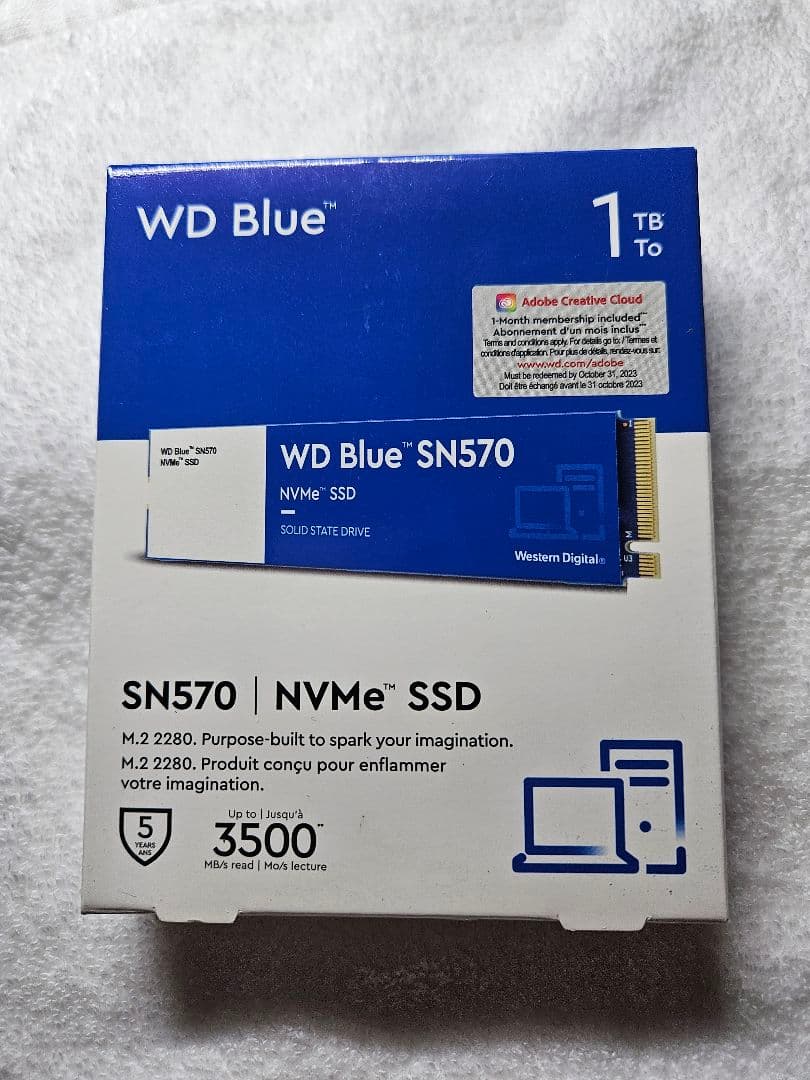 WD Blue™
1 TB
To
Adobe Creative Cloud
1-Month membership included***
Abonnement d'un mois inclus***
Terms and conditions apply. For details go to: / Termes et
conditions d'application. Pour plus de détails, rendez-vous sur:
www.wd.com/adobe
Must be redeemed by October 31, 2023
Doit être échangé avant le 31 octobre 2023
WD Blue™ SN570
NVMe™ SSD
WD Blue™ SN570
NVMe™ SSD
SOLID STATE DRIVE
Western Digital®
M
U3
SN570 | NVMe™ SSD
M.2 2280. Purpose-built to spark your imagination.
M.2 2280. Produit conçu pour enflammer
votre imagination.
5
YEARS
ANS
Up to | Jusqu'à
3500**
MB/s read | Mo/s lecture